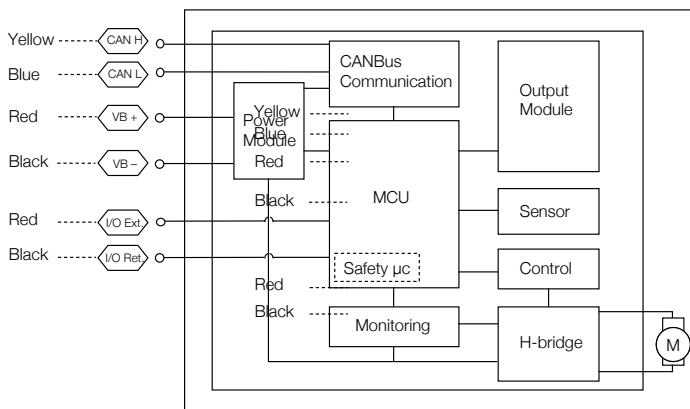 Yellow
CAN H
Blue
CAN L
Red
VB +
Black
VB –
Red
I/O Ext.
Black
I/O Ret.
CANBus
Communication
Power
Module
Yellow
Blue
Red
Black
MCU
Safety µc
Red
Black
Monitoring
Output
Module
Sensor
Control
H-bridge
M